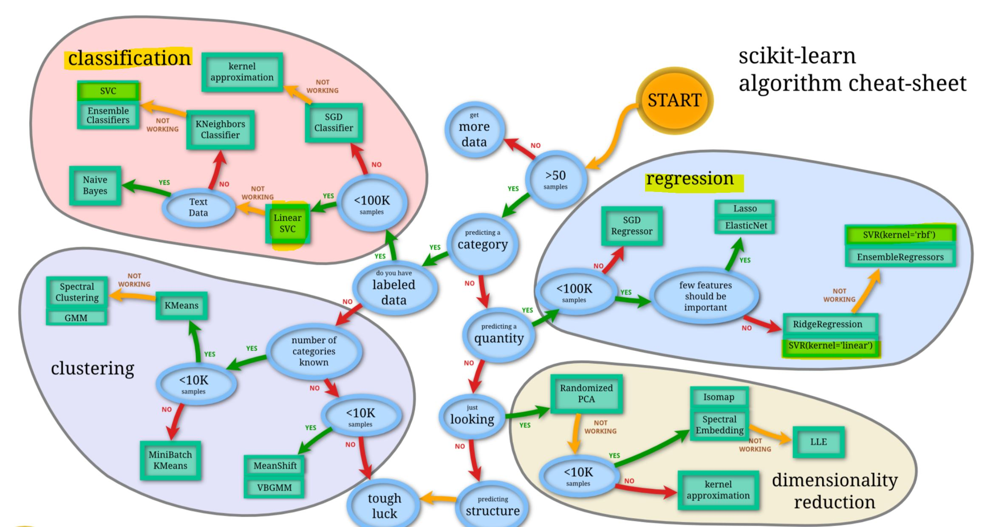 scikit-learn
algorithm cheat-sheet
START
>50
samples
NO
get
more
data
YES
predicting a
category
YES
do you have
labeled
data
YES
classification
<100K
samples
NO
SGD
Classifier
NOT
WORKING
kernel
approximation
YES
Linear
SVC
NOT
WORKING
Text
Data
YES
Naive
Bayes
NO
KNeighbors
Classifier
NOT
WORKING
SVC
Ensemble
Classifiers
NO
clustering
number of
categories
known
YES
<10K
samples
YES
KMeans
NOT
WORKING
Spectral
Clustering
GMM
NO
MiniBatch
KMeans
NO
<10K
samples
YES
MeanShift
VBGMM
NO
tough
luck
NO
predicting a
quantity
YES
regression
<100K
samples
NO
SGD
Regressor
YES
few features
should be
important
YES
Lasso
ElasticNet
NO
RidgeRegression
SVR(kernel='linear')
NOT
WORKING
SVR(kernel='rbf')
EnsembleRegressors
NO
just
looking
YES
dimensionality
reduction
Randomized
PCA
NOT
WORKING
<10K
samples
YES
Isomap
Spectral
Embedding
NOT
WORKING
LLE
NO
kernel
approximation
NO
predicting
structure